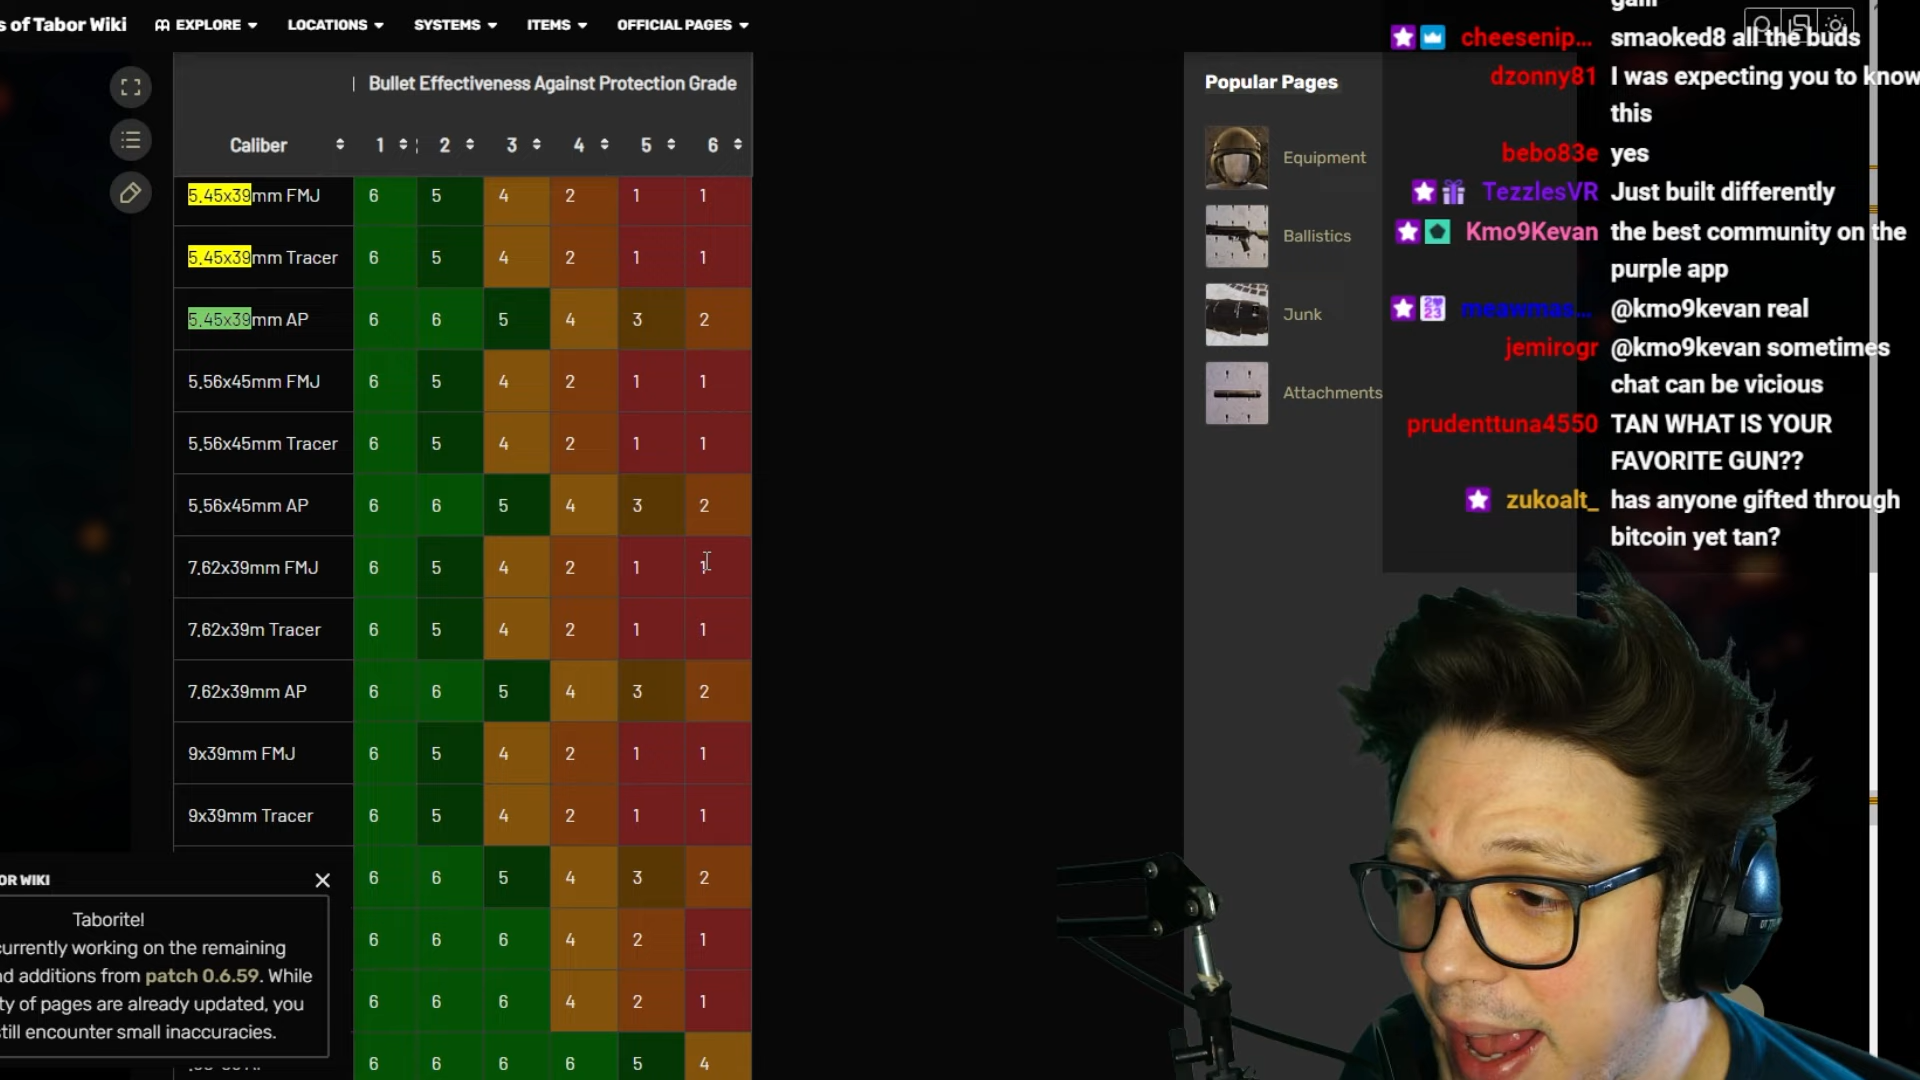 s of Tabor Wiki EXPLORE LOCATIONS SYSTEMS ITEMS OFFICIAL PAGES
Bullet Effectiveness Against Protection Grade
Caliber 1 2 3 4 5 6
5.45x39mm FMJ 6 5 4 2 1 1
5.45x39mm Tracer 6 5 4 2 1 1
5.45x39mm AP 6 6 5 4 3 2
5.56x45mm FMJ 6 5 4 2 1 1
5.56x45mm Tracer 6 5 4 2 1 1
5.56x45mm AP 6 6 5 4 3 2
7.62x39mm FMJ 6 5 4 2 1 1
7.62x39m Tracer 6 5 4 2 1 1
7.62x39mm AP 6 6 5 4 3 2
9x39mm FMJ 6 5 4 2 1 1
9x39mm Tracer 6 5 4 2 1 1
6 6 5 4 3 2
6 6 6 4 2 1
6 6 6 4 2 1
6 6 6 6 5 4
OR WIKI
Taborite!
currently working on the remaining
nd additions from patch 0.6.59. While
ty of pages are already updated, you
still encounter small inaccuracies.
Popular Pages
Equipment
Ballistics
Junk
Attachments
cheesenip... smaoked8 all the buds
dzonny81 I was expecting you to know
this
bebo83e yes
TezzlesVR Just built differently
Kmo9Kevan the best community on the
purple app
meawmas... @kmo9kevan real
jemirogr @kmo9kevan sometimes
chat can be vicious
prudenttuna4550 TAN WHAT IS YOUR
FAVORITE GUN??
zukoalt_ has anyone gifted through
bitcoin yet tan?